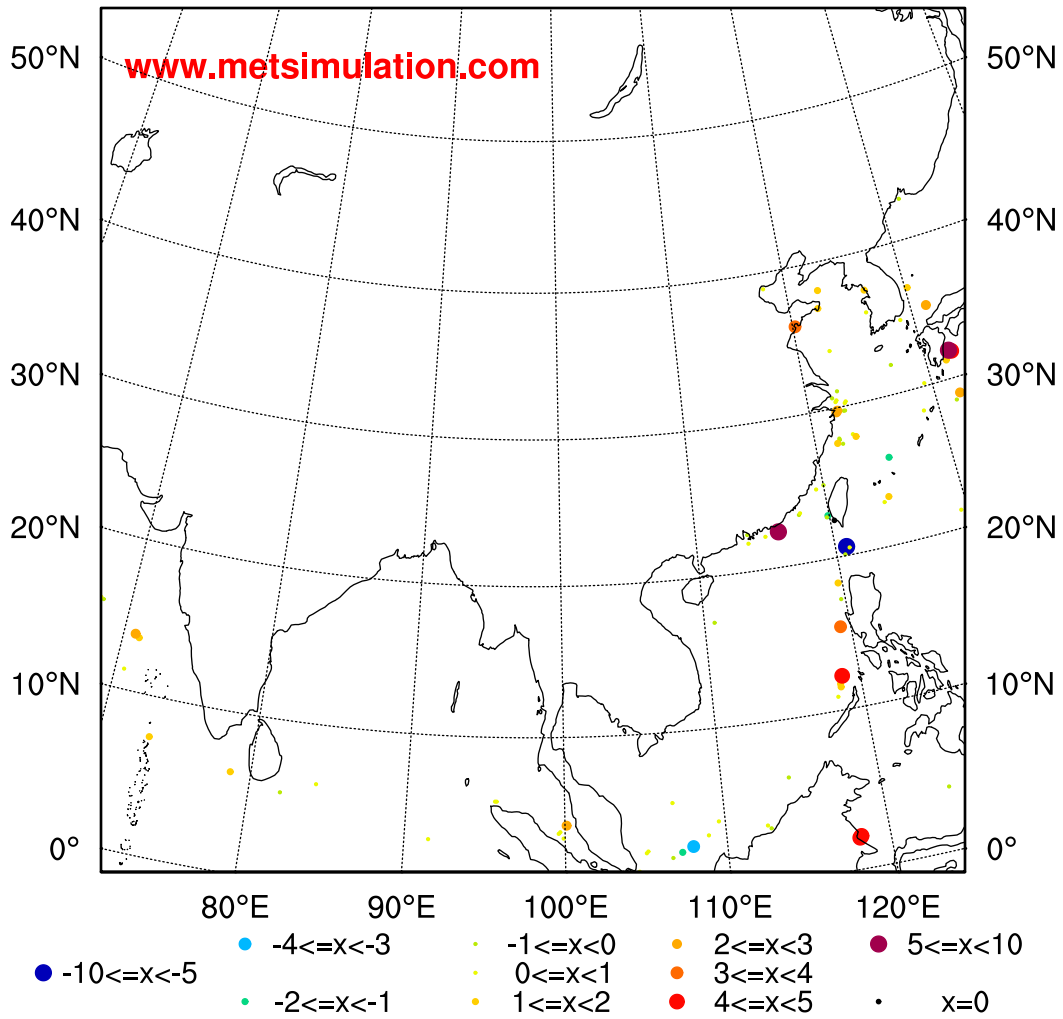 50°N 50°N
www.metsimulation.com
40°N 40°N
30°N 30°N
20°N 20°N
10°N 10°N
0° 0°
80°E 90°E 100°E 110°E 120°E
-4<=x<-3 -1<=x<0 2<=x<3 5<=x<10
-10<=x<-5 0<=x<1 3<=x<4
-2<=x<-1 1<=x<2 4<=x<5 x=0